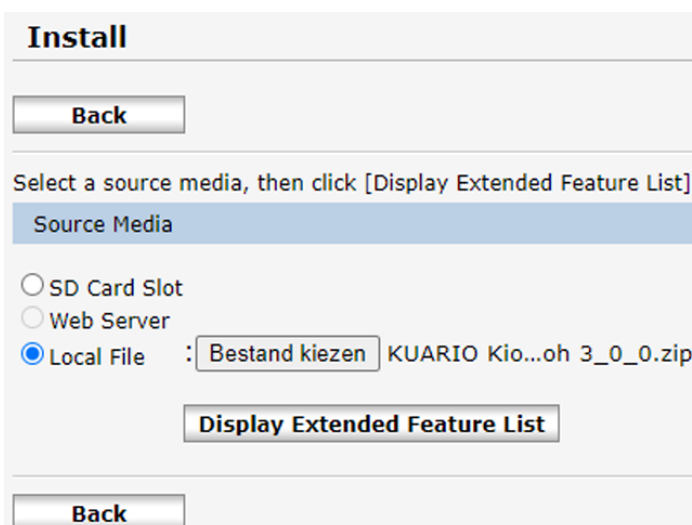 Install
Back
Select a source media, then click [Display Extended Feature List]
Source Media
SD Card Slot
Web Server
Local File : Bestand kiezen KUARIO Kio...oh 3_0_0.zip
Display Extended Feature List
Back